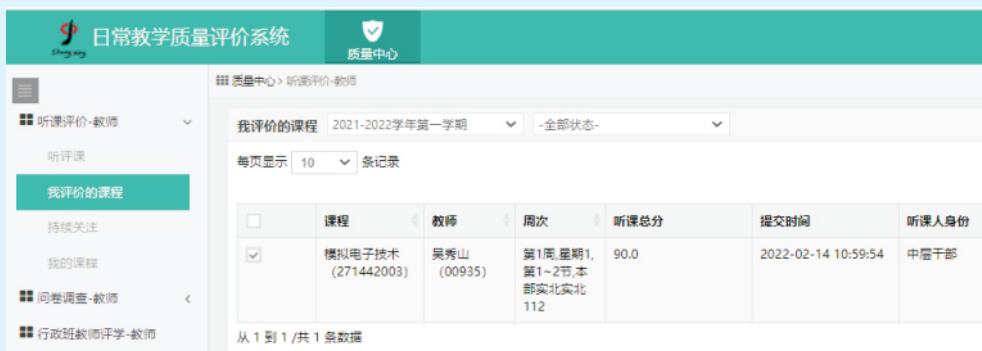 日常教学质量评价系统
质量中心
质量中心 > 听课评价-教师
听课评价-教师
听评课
我评价的课程
持续关注
我的课程
问卷调查-教师
行政班教师评学-教师
我评价的课程 2021-2022学年第一学期 -全部状态-
每页显示 10 条记录
课程 教师 周次 听课总分 提交时间 听课人身份
模拟电子技术 吴秀山 第1周,星期1, 90.0 2022-02-14 10:59:54 中层干部
(271442003) (00935) 第1~2节,本
部实北实北
112
从 1 到 1 /共 1 条数据